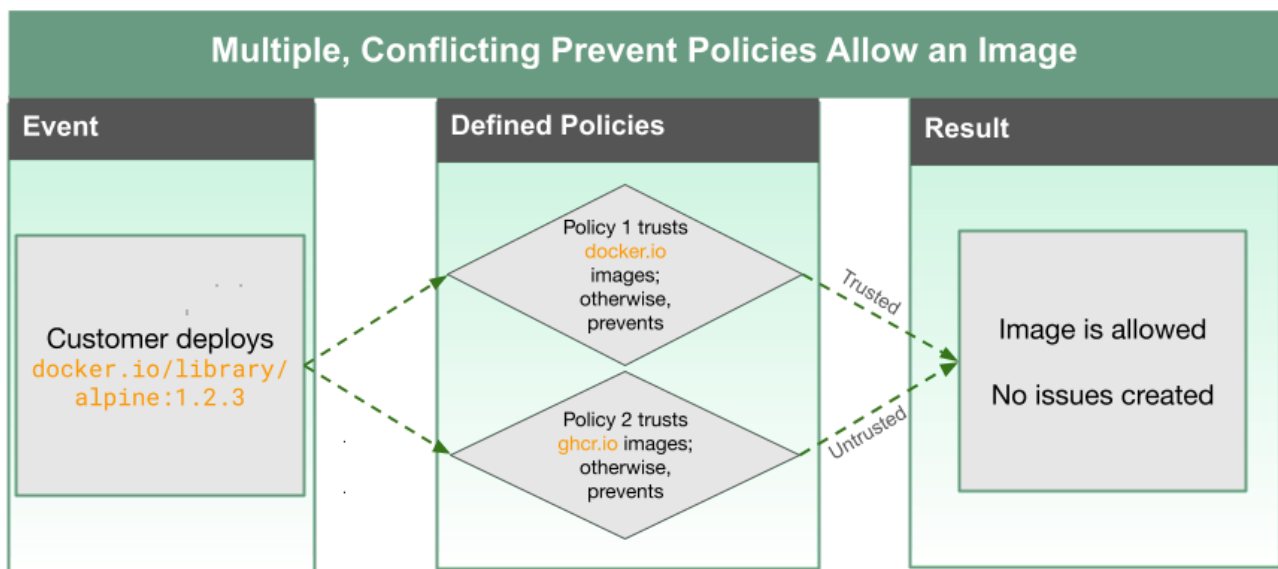 Multiple, Conflicting Prevent Policies Allow an Image
Event
Defined Policies
Result
Customer deploys
docker.io/library/
alpine:1.2.3
Policy 1 trusts
docker.io
images;
otherwise,
prevents
Policy 2 trusts
ghcr.io images;
otherwise,
prevents
Trusted
Untrusted
Image is allowed
No issues created